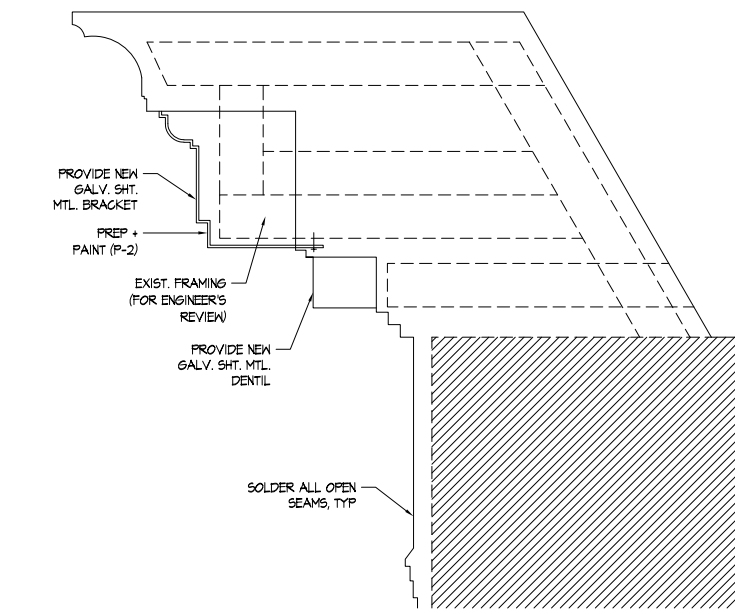 PROVIDE NEW
GALV. SHT.
MTL. BRACKET
PREP +
PAINT (P-2)
EXIST. FRAMING
(FOR ENGINEER'S
REVIEW)
PROVIDE NEW
GALV. SHT. MTL.
DENTIL
SOLDER ALL OPEN
SEAMS, TYP